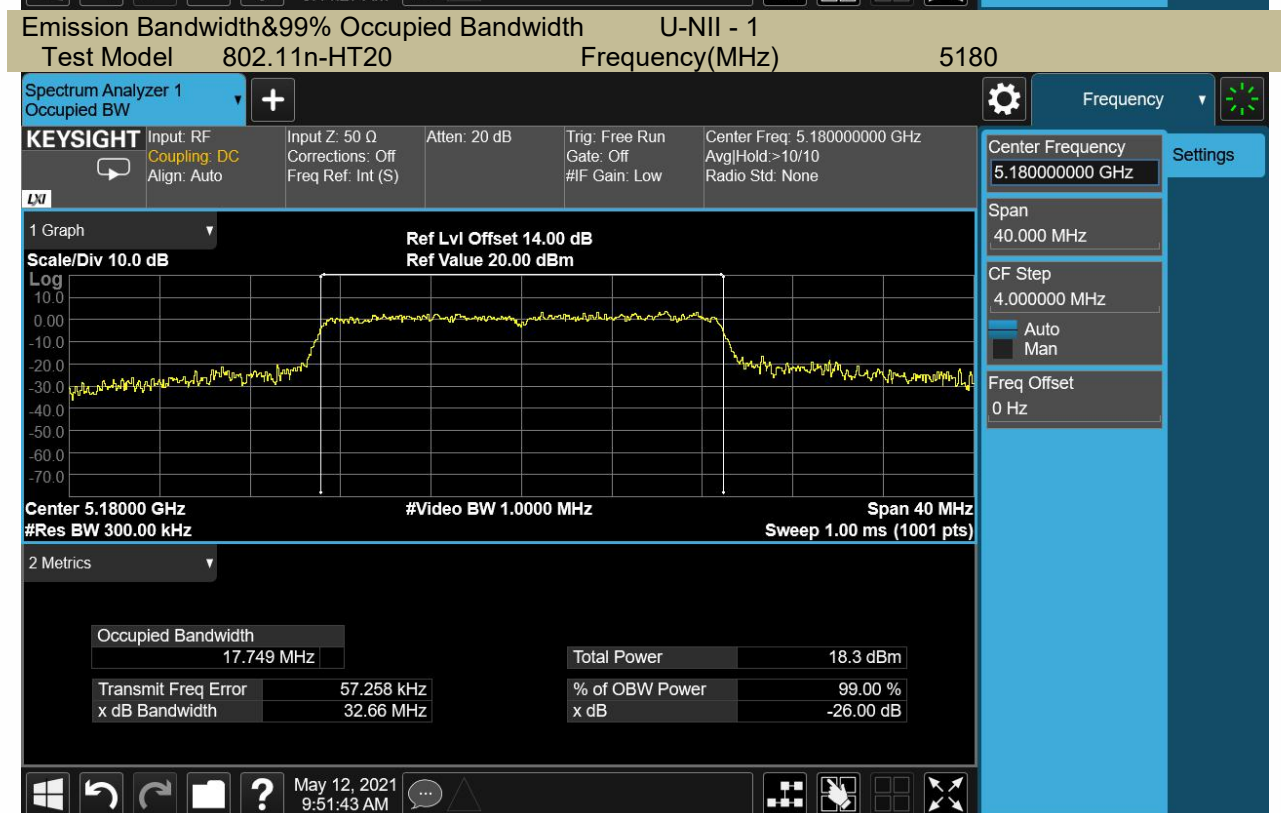 Emission Bandwidth&99% Occupied Bandwidth U-NII - 1
Test Model 802.11n-HT20 Frequency(MHz) 5180
Spectrum Analyzer 1
Occupied BW
+
Frequency
KEYSIGHT
LXI
Input: RF
Coupling: DC
Align: Auto
Input Z: 50 Ω
Corrections: Off
Freq Ref: Int (S)
Atten: 20 dB
Trig: Free Run
Gate: Off
#IF Gain: Low
Center Freq: 5.180000000 GHz
Avg|Hold:>10/10
Radio Std: None
Center Frequency
5.180000000 GHz
Settings
Span
40.000 MHz
CF Step
4.000000 MHz
Auto
Man
Freq Offset
0 Hz
1 Graph
Scale/Div 10.0 dB
Ref Lvl Offset 14.00 dB
Ref Value 20.00 dBm
Log
10.0
0.00
-10.0
-20.0
-30.0
-40.0
-50.0
-60.0
-70.0
Center 5.18000 GHz
#Res BW 300.00 kHz
#Video BW 1.0000 MHz
Span 40 MHz
Sweep 1.00 ms (1001 pts)
2 Metrics
Occupied Bandwidth
17.749 MHz
Total Power 18.3 dBm
Transmit Freq Error 57.258 kHz
% of OBW Power 99.00 %
x dB Bandwidth 32.66 MHz
x dB -26.00 dB
?
May 12, 2021
9:51:43 AM